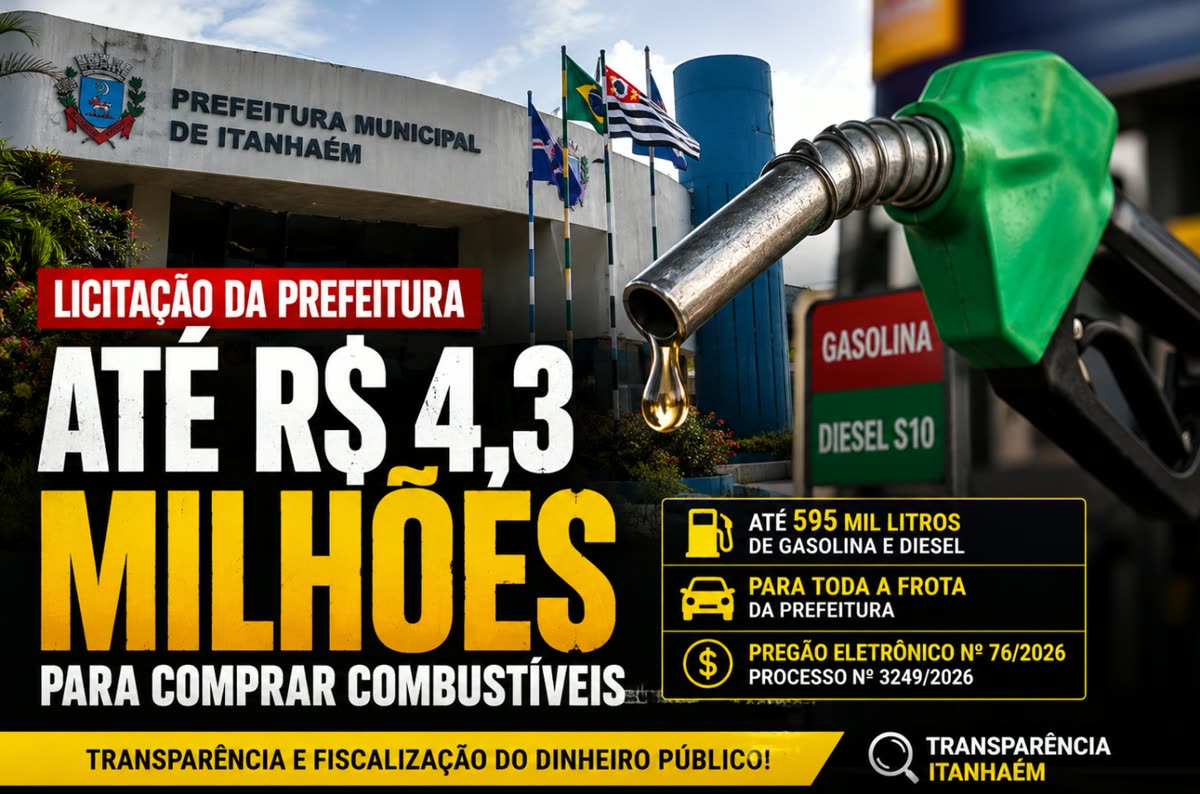 PREFEITURA MUNICIPAL
DE ITANHAÉM
LICITAÇÃO DA PREFEITURA
ATÉ R$ 4,3
MILHÕES
PARA COMPRAR COMBUSTÍVEIS
GASOLINA
DIESEL S10
ATÉ 595 MIL LITROS
DE GASOLINA E DIESEL
PARA TODA A FROTA
DA PREFEITURA
$
PREGÃO ELETRÔNICO Nº 76/2026
PROCESSO Nº 3249/2026
TRANSPARÊNCIA E FISCALIZAÇÃO DO DINHEIRO PÚBLICO!
TRANSPARÊNCIA
ITANHAÉM